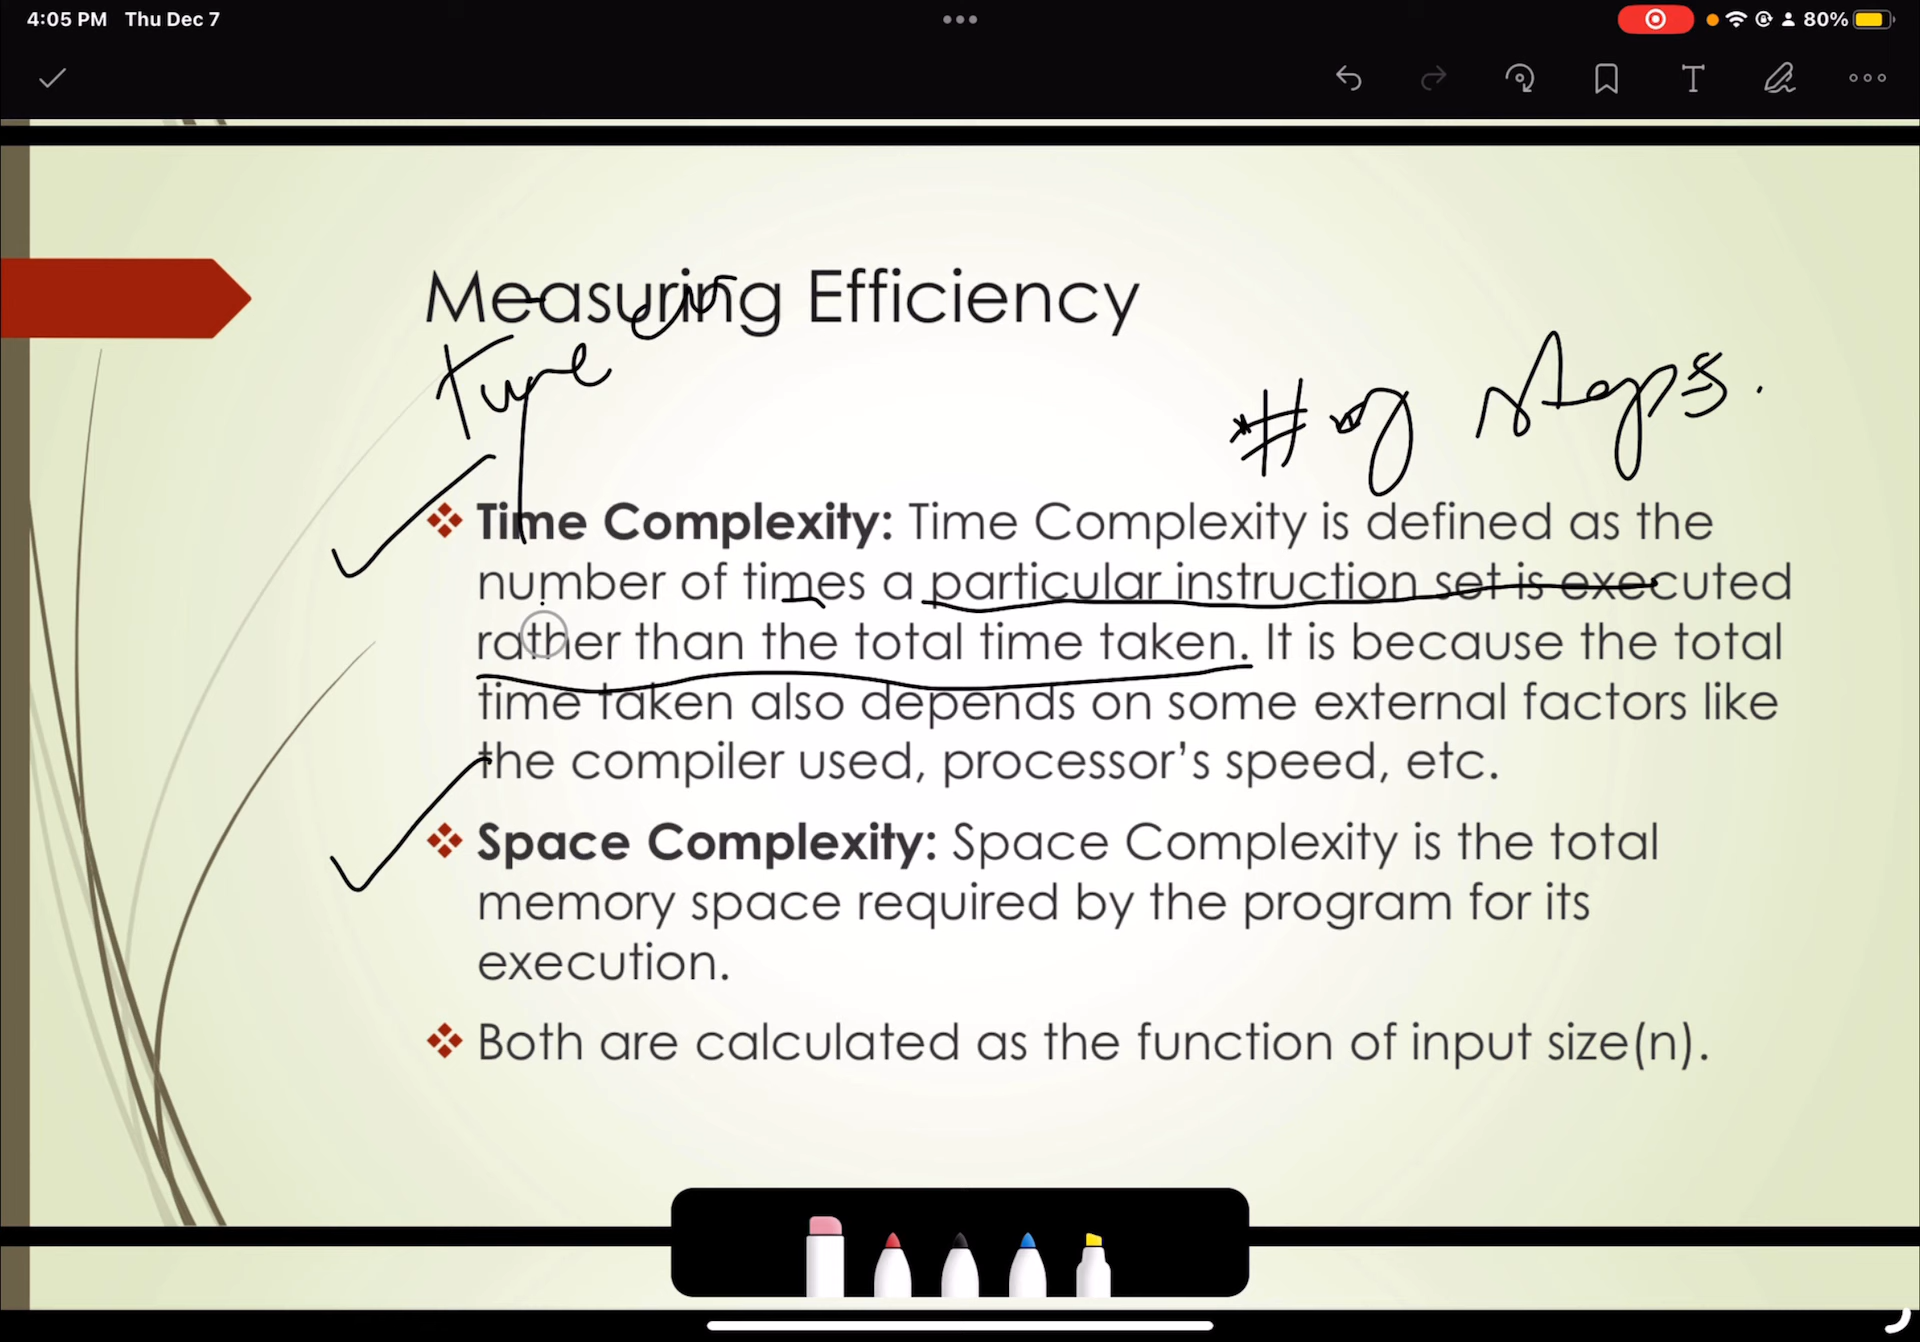 4:05 PM Thu Dec 7
80%
Measuring Efficiency
# of steps.
Time Complexity: Time Complexity is defined as the
number of times a particular instruction set is executed
rather than the total time taken. It is because the total
time taken also depends on some external factors like
the compiler used, processor’s speed, etc.
Space Complexity: Space Complexity is the total
memory space required by the program for its
execution.
Both are calculated as the function of input size(n).